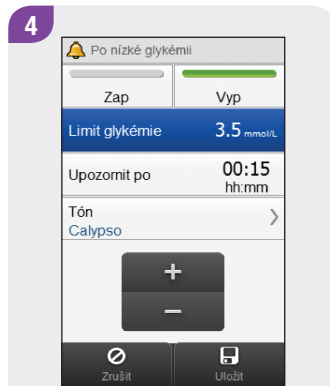 4
Po nízké glykémii
Zap Vyp
Limit glykémie 3.5 mmol/L
Upozornit po 00:15
hh:mm
Tón
Calypso
+
−
Zrušit Uložit